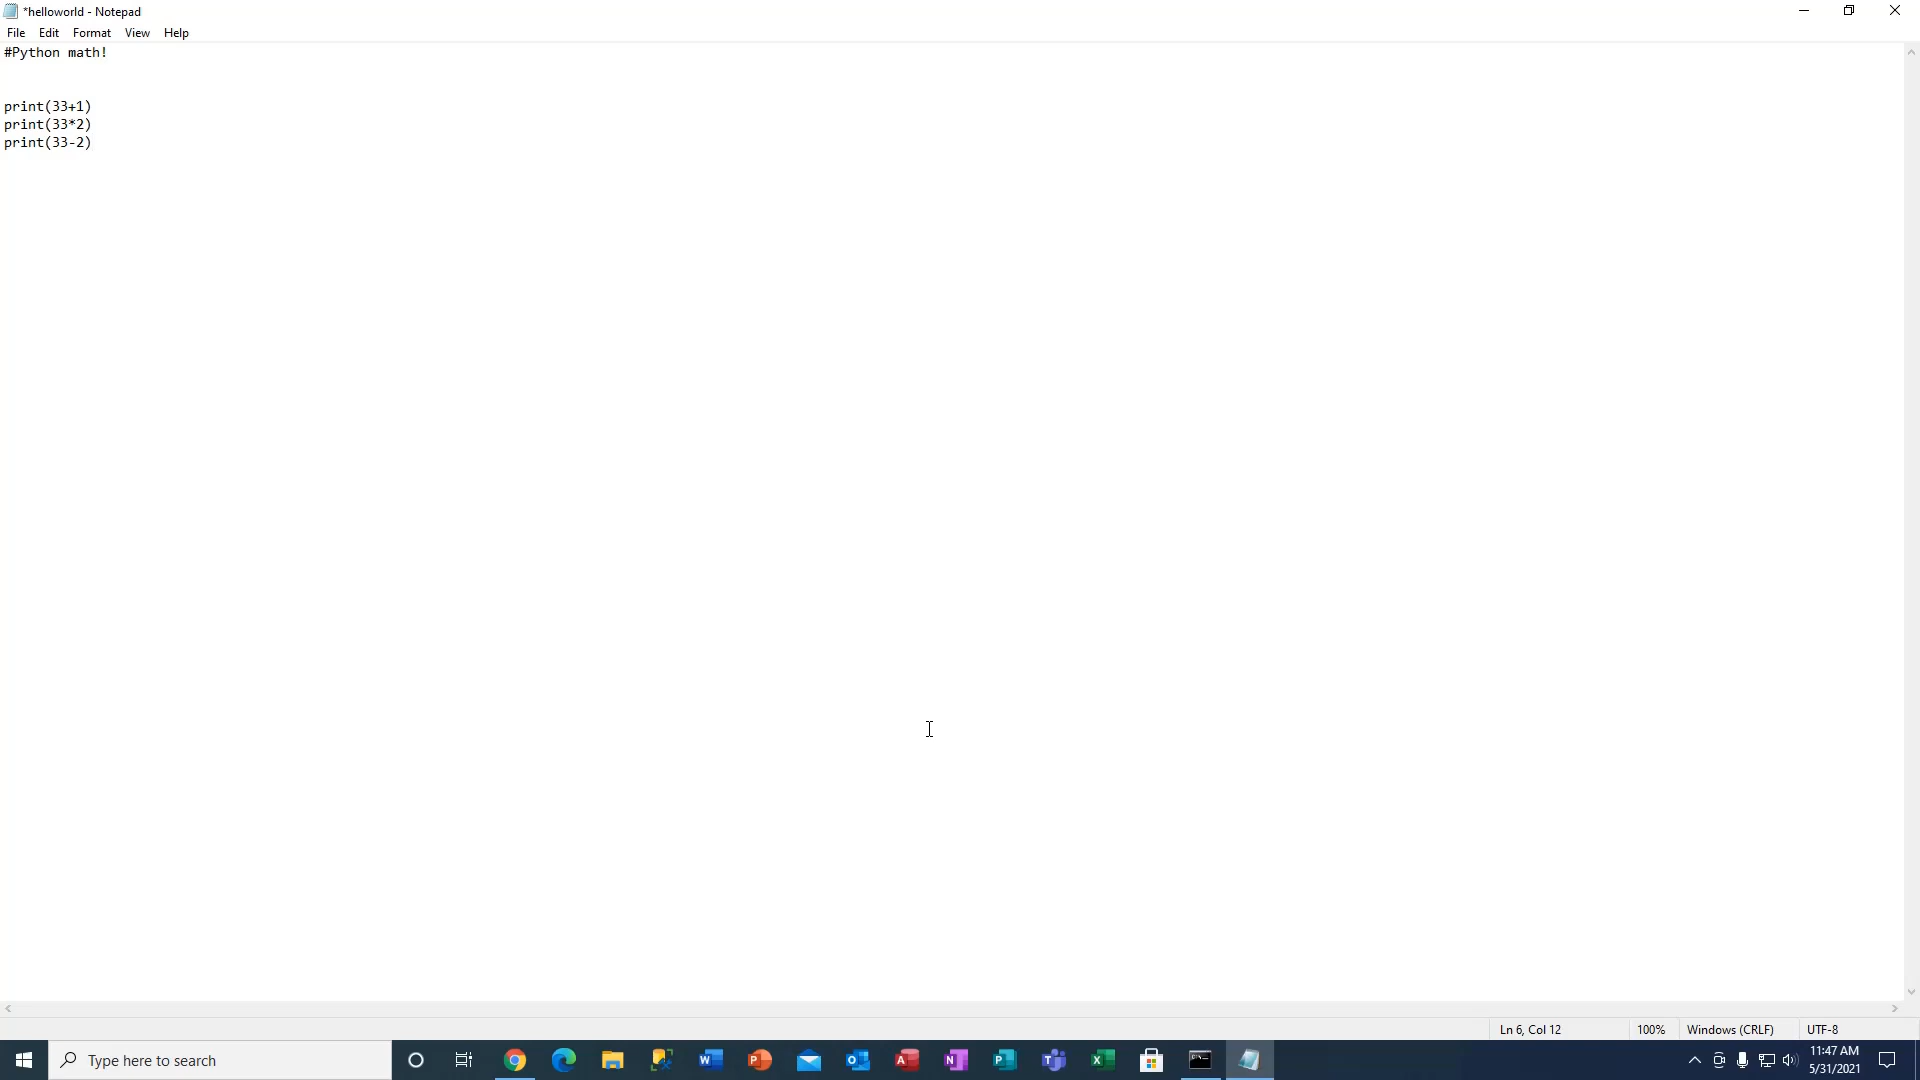 *helloworld - Notepad
File Edit Format View Help
#Python math!
print(33+1)
print(33*2)
print(33-2)
Ln 6, Col 12 100% Windows (CRLF) UTF-8
Type here to search
11:47 AM
5/31/2021